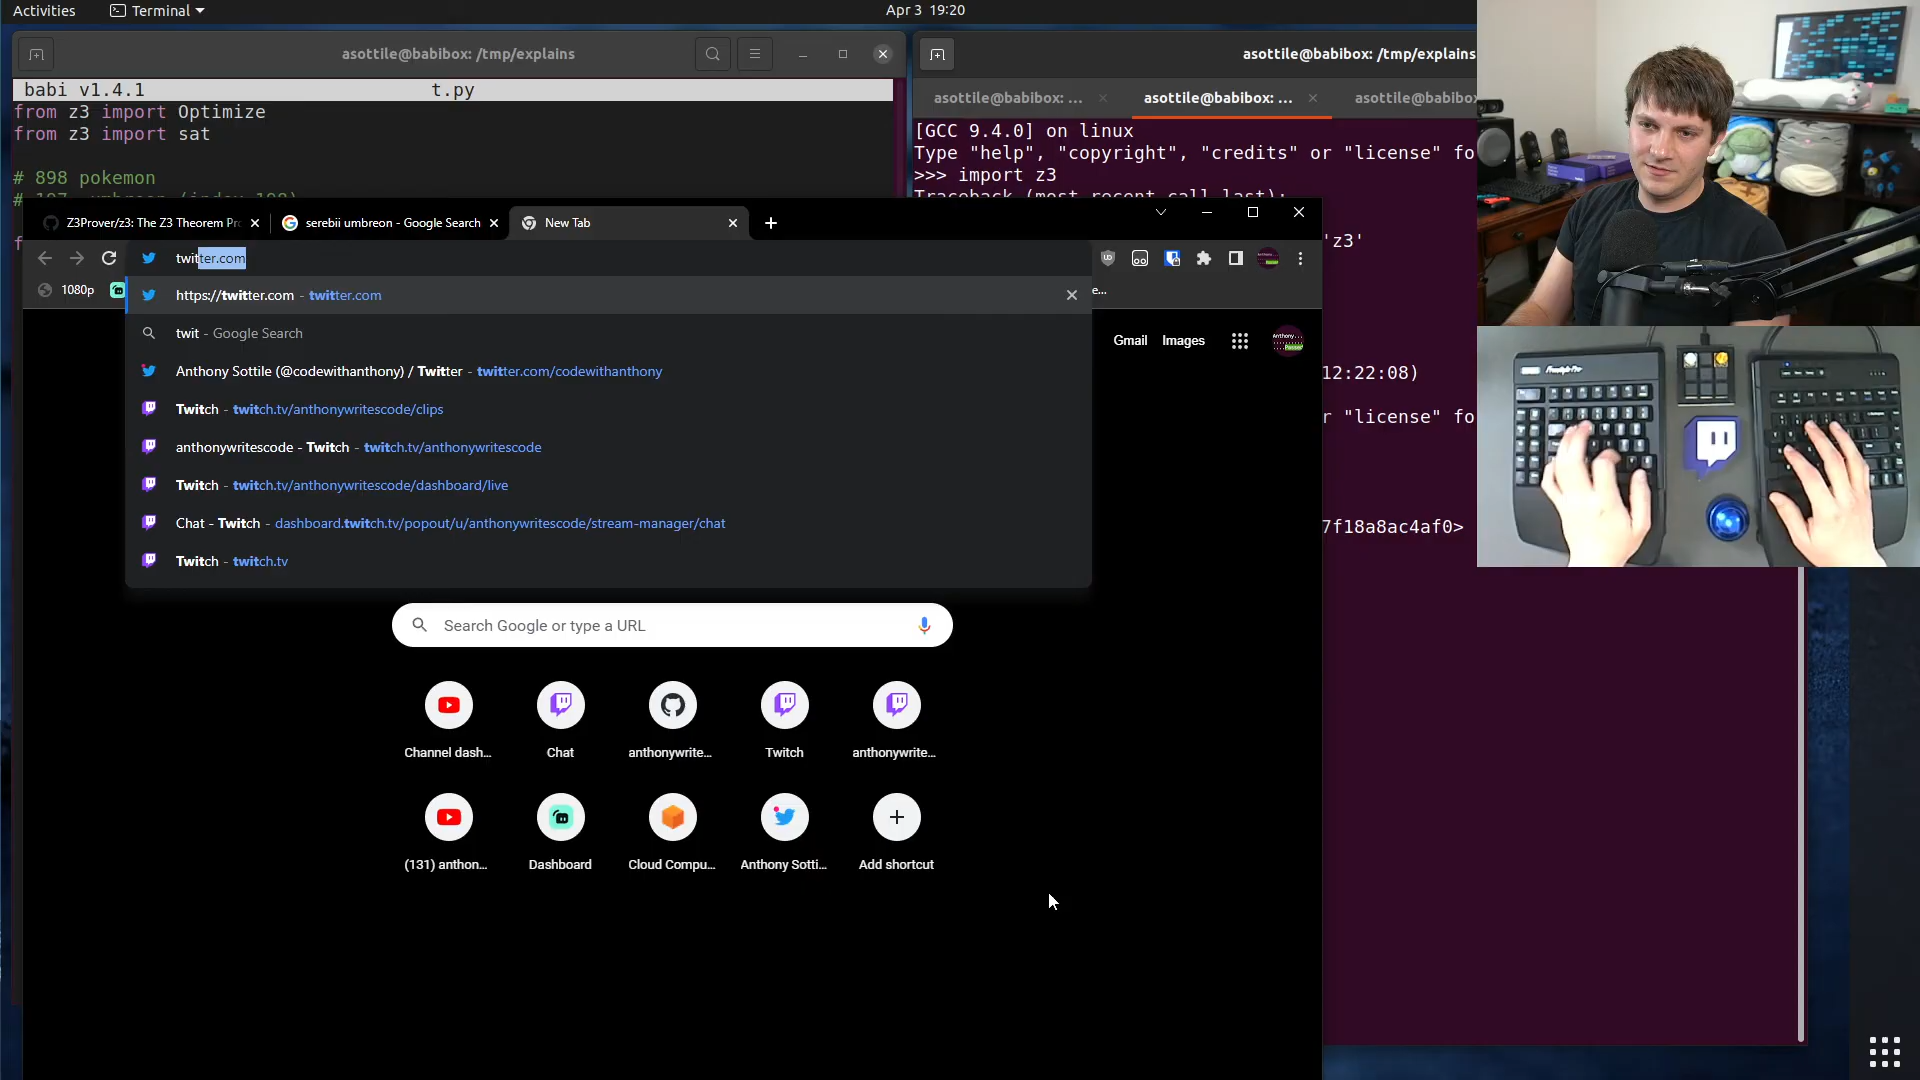 Activities
Terminal
Apr 3 19:20
asottile@babibox: /tmp/explains
babi v1.4.1 t.py
from z3 import Optimize
from z3 import sat
# 898 pokemon
asottile@babibox: /tmp/explains
asottile@babibox: ...
asottile@babibox: ...
asottile@babibox
[GCC 9.4.0] on linux
Type "help", "copyright", "credits" or "license" fo
>>> import z3
Traceback (most recent call last):
'z3'
12:22:08)
r "license" fo
7f18a8ac4af0>
Z3Prover/z3: The Z3 Theorem Pr
serebii umbreon - Google Search
New Tab
twitter.com
1080p
e...
https://twitter.com - twitter.com
twit - Google Search
Anthony Sottile (@codewithanthony) / Twitter - twitter.com/codewithanthony
Twitch - twitch.tv/anthonywritescode/clips
anthonywritescode - Twitch - twitch.tv/anthonywritescode
Twitch - twitch.tv/anthonywritescode/dashboard/live
Chat - Twitch - dashboard.twitch.tv/popout/u/anthonywritescode/stream-manager/chat
Twitch - twitch.tv
Gmail Images
Search Google or type a URL
Channel dash...
Chat
anthonywrite...
Twitch
anthonywrite...
(131) anthon...
Dashboard
Cloud Compu...
Anthony Sotti...
Add shortcut